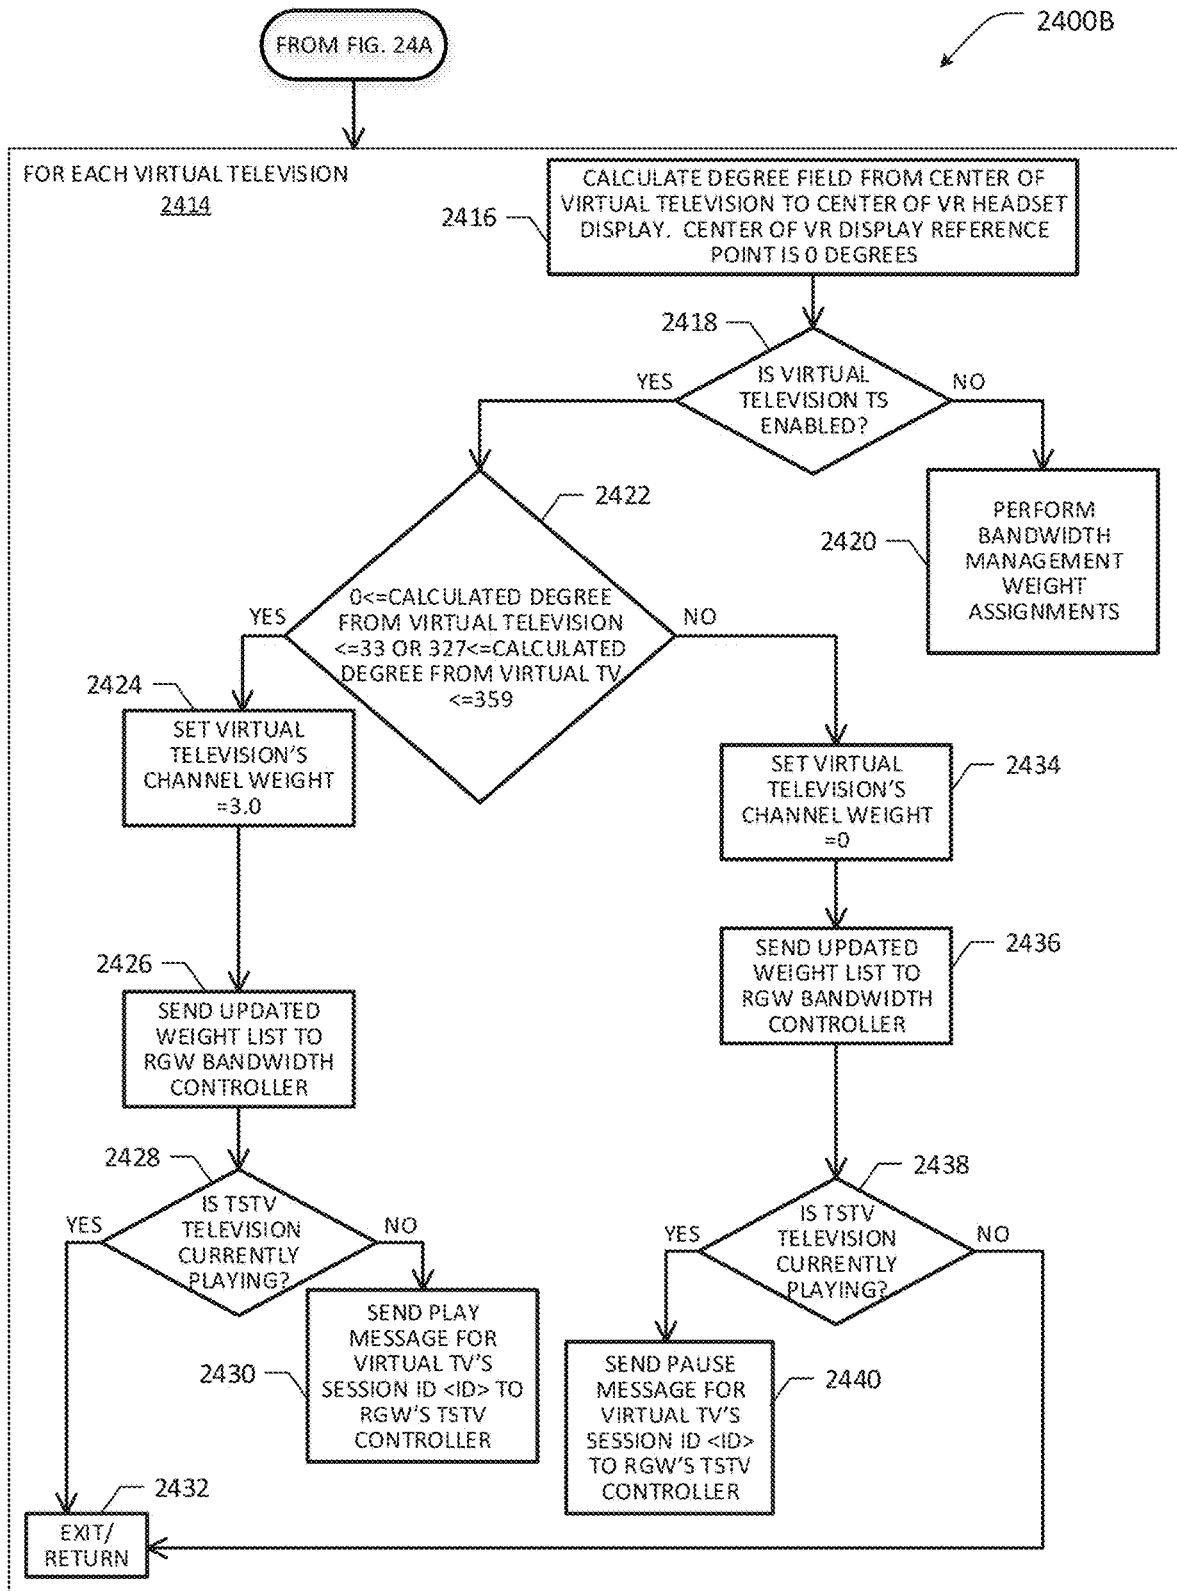 2400B
FROM FIG. 24A
FOR EACH VIRTUAL TELEVISION
2414
2416
CALCULATE DEGREE FIELD FROM CENTER OF
VIRTUAL TELEVISION TO CENTER OF VR HEADSET
DISPLAY. CENTER OF VR DISPLAY REFERENCE
POINT IS 0 DEGREES
2418
YES
IS VIRTUAL
TELEVISION TS
ENABLED?
NO
2420
PERFORM
BANDWIDTH
MANAGEMENT
WEIGHT
ASSIGNMENTS
2422
YES
0<=CALCULATED DEGREE
FROM VIRTUAL TELEVISION
<=33 OR 327<=CALCULATED
DEGREE FROM VIRTUAL TV
<=359
NO
2424
SET VIRTUAL
TELEVISION'S
CHANNEL WEIGHT
=3.0
2434
SET VIRTUAL
TELEVISION'S
CHANNEL WEIGHT
=0
2426
SEND UPDATED
WEIGHT LIST TO
RGW BANDWIDTH
CONTROLLER
2436
SEND UPDATED
WEIGHT LIST TO
RGW BANDWIDTH
CONTROLLER
2428
YES
IS TSTV
TELEVISION
CURRENTLY
PLAYING?
NO
2438
YES
IS TSTV
TELEVISION
CURRENTLY
PLAYING?
NO
2430
SEND PLAY
MESSAGE FOR
VIRTUAL TV'S
SESSION ID <ID> TO
RGW'S TSTV
CONTROLLER
2440
SEND PAUSE
MESSAGE FOR
VIRTUAL TV'S
SESSION ID <ID>
TO RGW'S TSTV
CONTROLLER
2432
EXIT/
RETURN